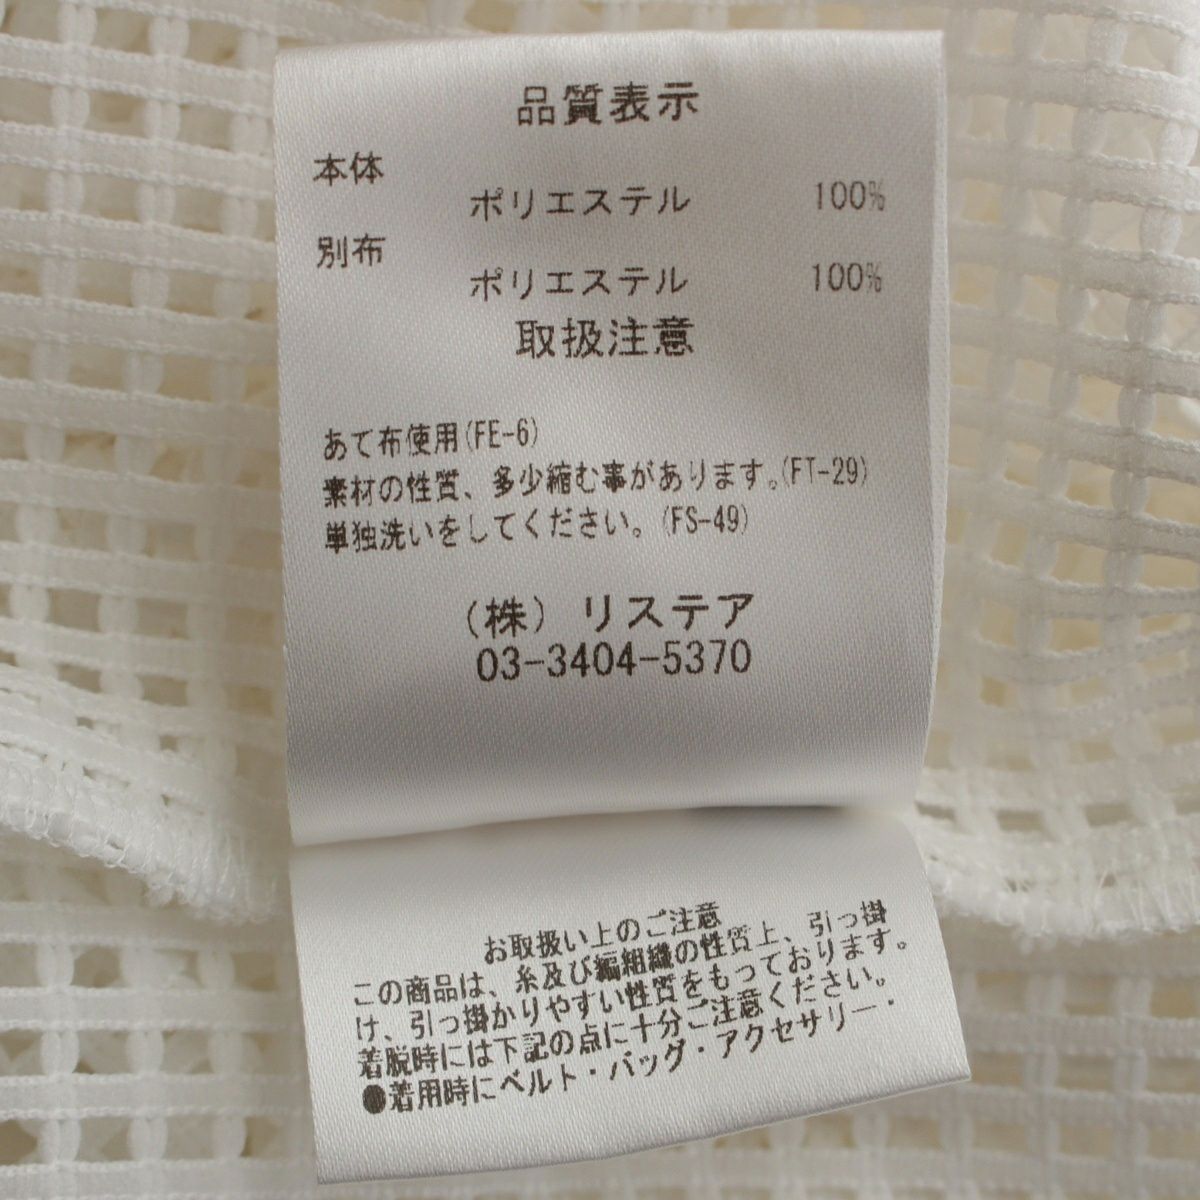 品質表示
本体
ポリエステル 100%
別布
ポリエステル 100%
取扱注意
あて布使用(FE-6)
素材の性質、多少縮む事があります。(FT-29)
単独洗いをしてください。(FS-49)
(株) リステア
03-3404-5370
お取扱い上のご注意
この商品は、糸及び編組織の性質上、引っ掛
け、引っ掛かりやすい性質をもっております。
着脱時には下記の点に十分ご注意ください。
●着用時にベルト・バッグ・アクセサリー・